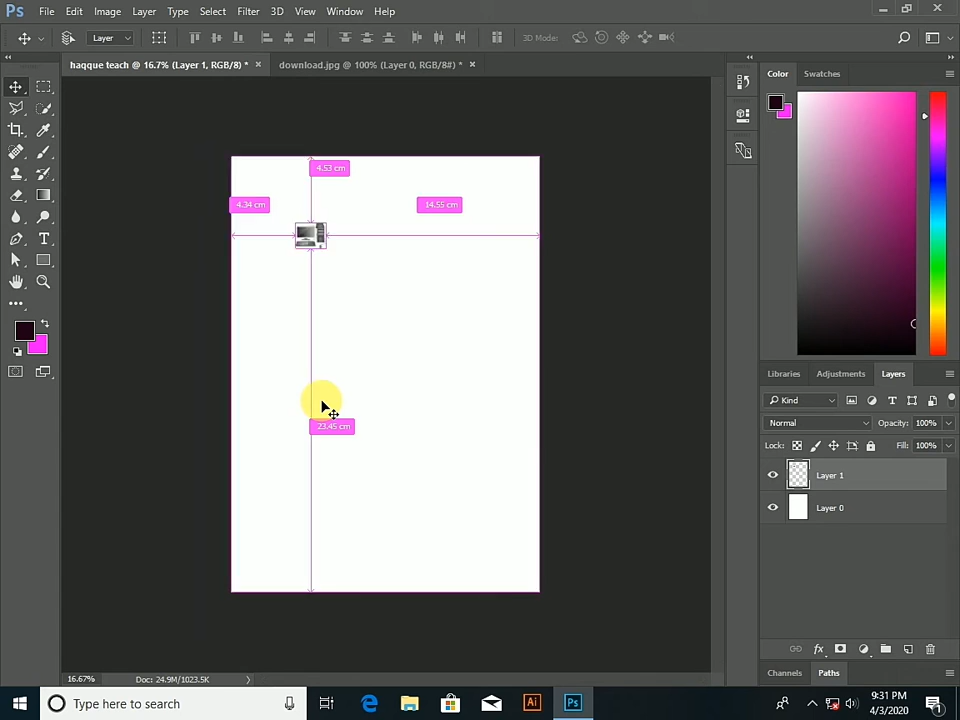 Ps File Edit Image Layer Type Select Filter 3D View Window Help
Layer 3D Mode:
haqque teach @ 16.7% (Layer 1, RGB/8) * × download.jpg @ 100% (Layer 0, RGB/8#) * ×
Color Swatches
4.53 cm
4.34 cm 14.55 cm
23.45 cm
Libraries Adjustments Layers
Kind
Normal Opacity: 100%
Lock: Fill: 100%
Layer 1
Layer 0
fx
Channels Paths
16.67% Doc: 24.9M/1023.5K
Type here to search Ai Ps 9:31 PM
4/3/2020